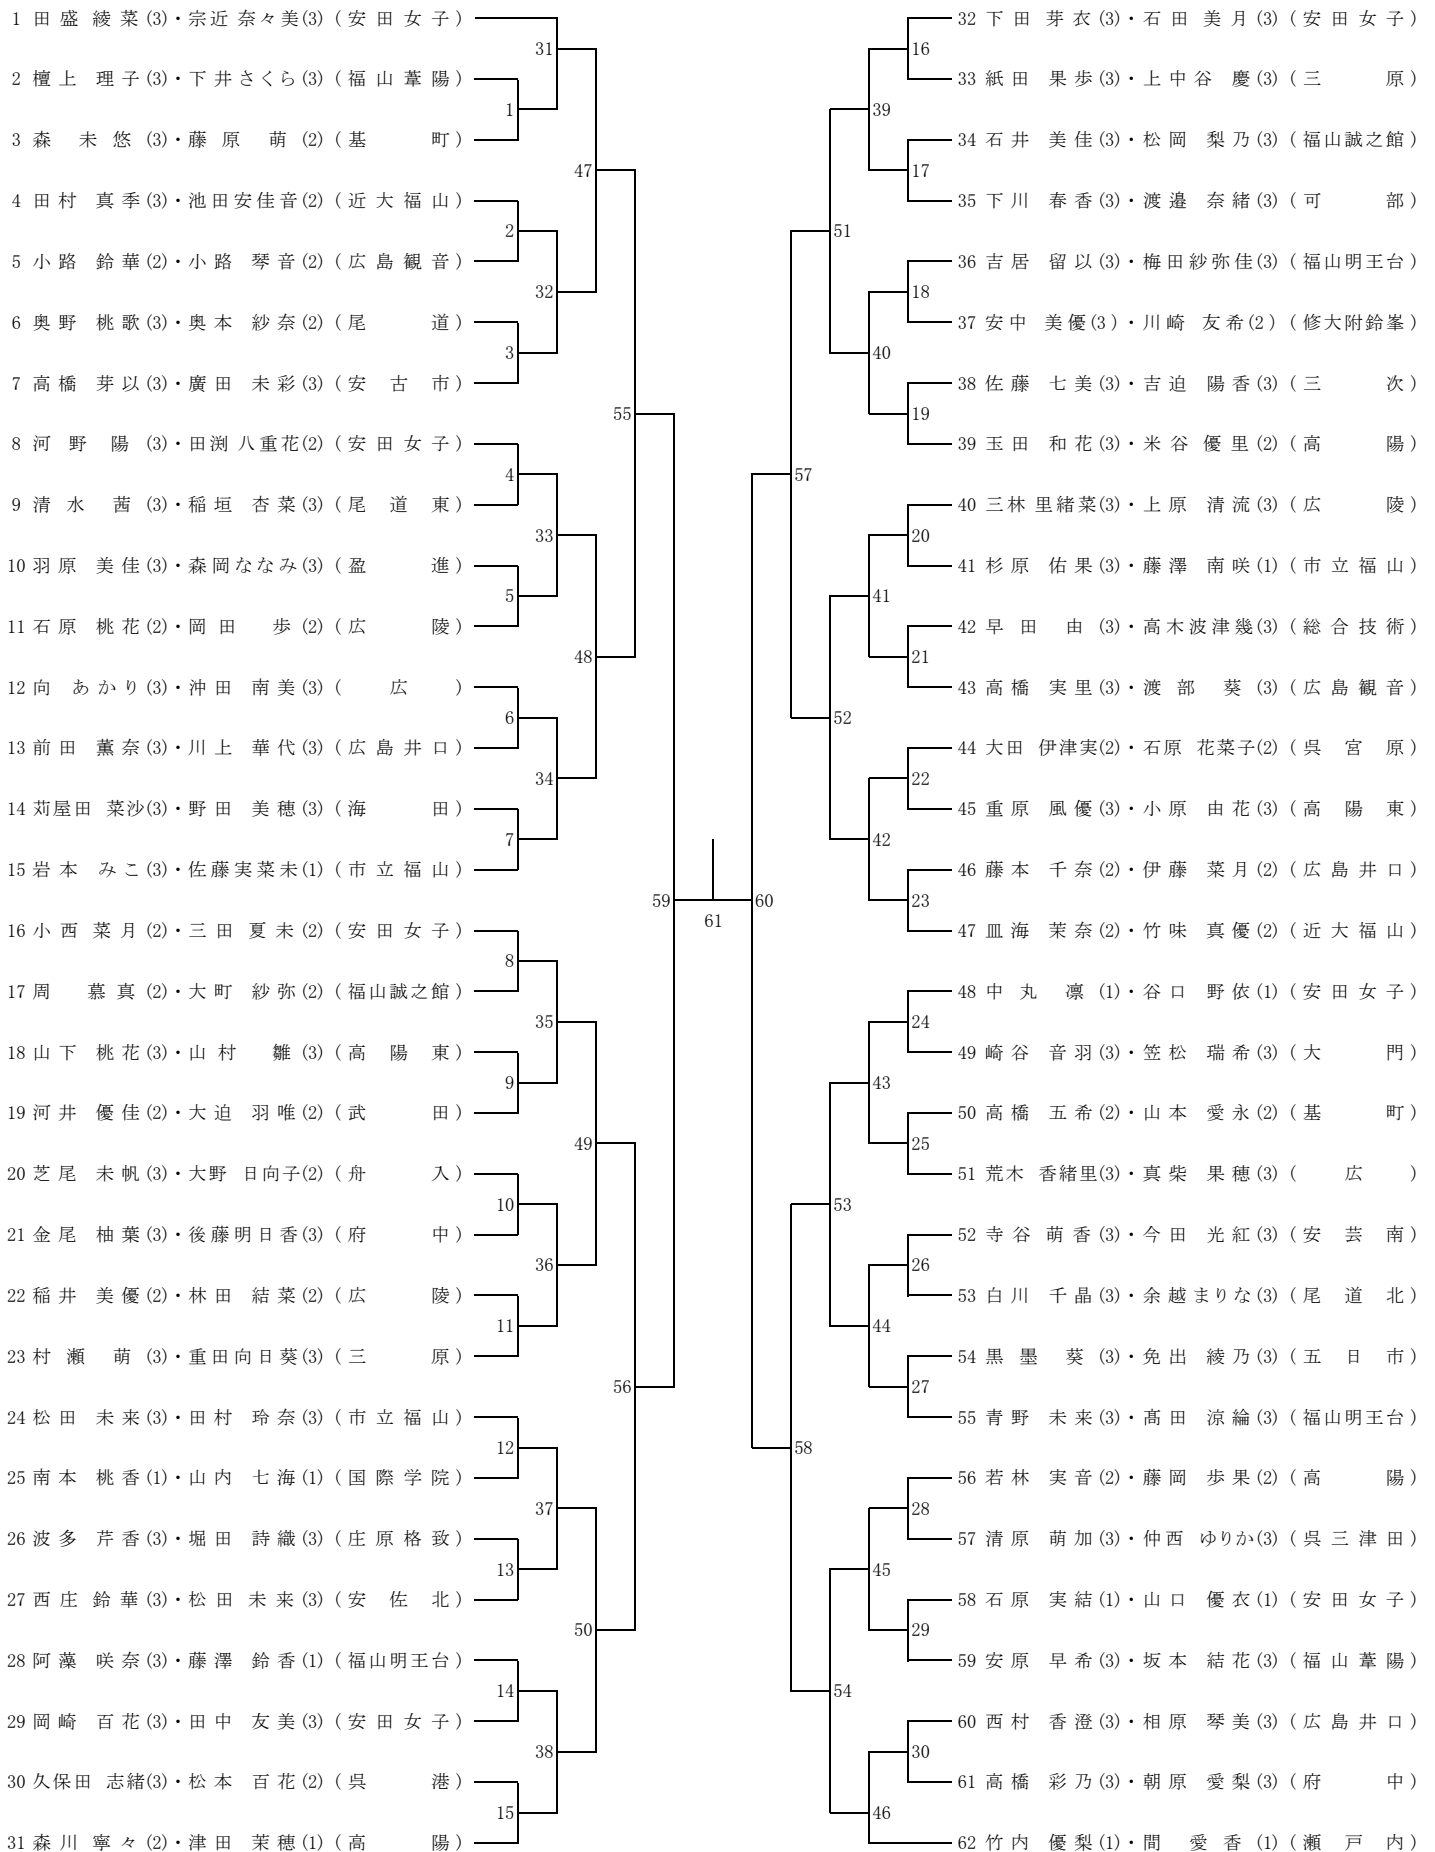 1 田盛綾菜(3)・宗近奈々美(3)(安田女子)
2 檀上 理子(3)・下井さくら(3)(福山葦陽)
3 森 未悠(3)・藤原 萌(2)(基 町)
4 田村 真季(3)・池田安佳音(2)(近大福山)
5 小路 鈴華(2)・小路 琴音(2)(広島観音)
6 奥野 桃歌(3)・奥本 紗奈(2)(尾 道)
7 高橋 芽以(3)・廣田 未彩(3)(安 古 市)
8 河野 陽(3)・田渕 八重花(2)(安田女子)
9 清水 茜(3)・稲垣 杏菜(3)(尾 道 東)
10 羽原 美佳(3)・森岡ななみ(3)(盈 進)
11 石原 桃花(2)・岡田 歩(2)(広 陵)
12 向 あかり(3)・沖田 南美(3)( 広 )
13 前田 薫奈(3)・川上 華代(3)(広島井口)
14 苅屋田 菜沙(3)・野田 美穂(3)(海 田)
15 岩本 みこ(3)・佐藤実菜未(1)(市立福山)
16 小西 菜月(2)・三田 夏未(2)(安田女子)
17 周 慕真(2)・大町 紗弥(2)(福山誠之館)
18 山下 桃花(3)・山村 雛(3)(高 陽 東)
19 河井 優佳(2)・大迫 羽唯(2)(武 田)
20 芝尾 未帆(3)・大野 日向子(2)(舟 入)
21 金尾 柚葉(3)・後藤明日香(3)(府 中)
22 稲井 美優(2)・林田 結菜(2)(広 陵)
23 村瀬 萌(3)・重田向日葵(3)(三 原)
24 松田 未来(3)・田村 玲奈(3)(市立福山)
25 南本 桃香(1)・山内 七海(1)(国際学院)
26 波多 芹香(3)・堀田 詩織(3)(庄原格致)
27 西庄 鈴華(3)・松田 未来(3)(安 佐 北)
28 阿藻 咲奈(3)・藤澤 鈴香(1)(福山明王台)
29 岡崎 百花(3)・田中 友美(3)(安田女子)
30 久保田 志緒(3)・松本 百花(2)(呉 港)
31 森川 寧々(2)・津田 茉穂(1)(高 陽)
31
1
47
2
32
3
55
4
33
5
48
6
34
7
59
8
35
9
49
10
36
11
56
12
37
13
50
14
38
15
61
60
32 下田 芽衣(3)・石田 美月(3)(安田女子)
33 紙田 果歩(3)・上中谷 慶(3)(三 原)
34 石井 美佳(3)・松岡 梨乃(3)(福山誠之館)
35 下川 春香(3)・渡邉 奈緒(3)(可 部)
36 吉居 留以(3)・梅田紗弥佳(3)(福山明王台)
37 安中 美優(3)・川崎 友希(2)(修大附鈴峯)
38 佐藤 七美(3)・吉迫 陽香(3)(三 次)
39 玉田 和花(3)・米谷 優里(2)(高 陽)
40 三林 里緒菜(3)・上原 清流(3)(広 陵)
41 杉原 佑果(3)・藤澤 南咲(1)(市立福山)
42 早田 由(3)・高木波津幾(3)(総合技術)
43 高橋 実里(3)・渡部 葵(3)(広島観音)
44 大田 伊津実(2)・石原 花菜子(2)(呉 宮 原)
45 重原 風優(3)・小原 由花(3)(高 陽 東)
46 藤本 千奈(2)・伊藤 菜月(2)(広島井口)
47 皿海 茉奈(2)・竹味 真優(2)(近大福山)
48 中丸 凛(1)・谷口 野依(1)(安田女子)
49 崎谷 音羽(3)・笠松 瑞希(3)(大 門)
50 高橋 五希(2)・山本 愛永(2)(基 町)
51 荒木 香緒里(3)・真柴 果穂(3)( 広 )
52 寺谷 萌香(3)・今田 光紅(3)(安 芸 南)
53 白川 千晶(3)・余越まりな(3)(尾 道 北)
54 黒墨 葵(3)・免出 綾乃(3)(五 日 市)
55 青野 未来(3)・髙田 涼綸(3)(福山明王台)
56 若林 実音(2)・藤岡 歩果(2)(高 陽)
57 清原 萌加(3)・仲西 ゆりか(3)(呉三津田)
58 石原 実結(1)・山口 優衣(1)(安田女子)
59 安原 早希(3)・坂本 結花(3)(福山葦陽)
60 西村 香澄(3)・相原 琴美(3)(広島井口)
61 高橋 彩乃(3)・朝原 愛梨(3)(府 中)
62 竹内 優梨(1)・間 愛香(1)(瀬 戸 内)
16
39
17
51
18
40
19
57
20
41
21
52
22
42
23
24
43
25
53
26
44
27
58
28
45
29
54
30
46